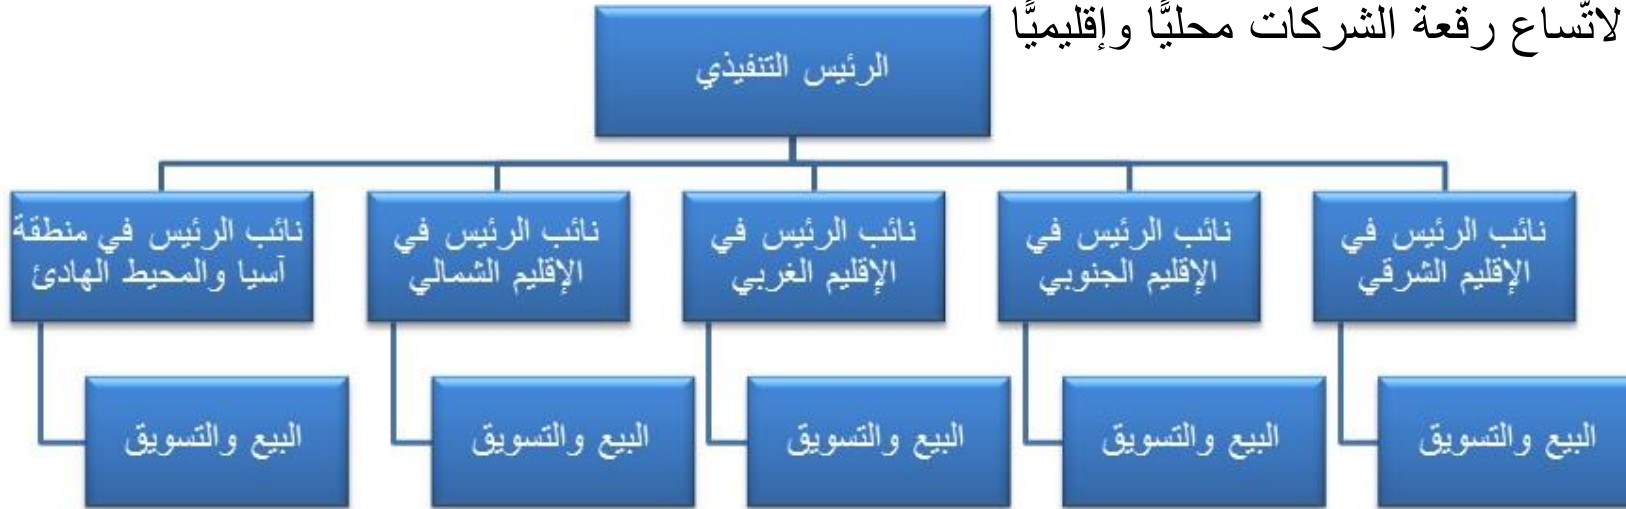 لاتّساع رقعة الشركات محليًّا وإقليميًّا
الرئيس التنفيذي
نائب الرئيس في
الإقليم الشرقي
نائب الرئيس في
الإقليم الجنوبي
نائب الرئيس في
الإقليم الغربي
نائب الرئيس في
الإقليم الشمالي
نائب الرئيس في منطقة
آسيا والمحيط الهادئ
البيع والتسويق
البيع والتسويق
البيع والتسويق
البيع والتسويق
البيع والتسويق